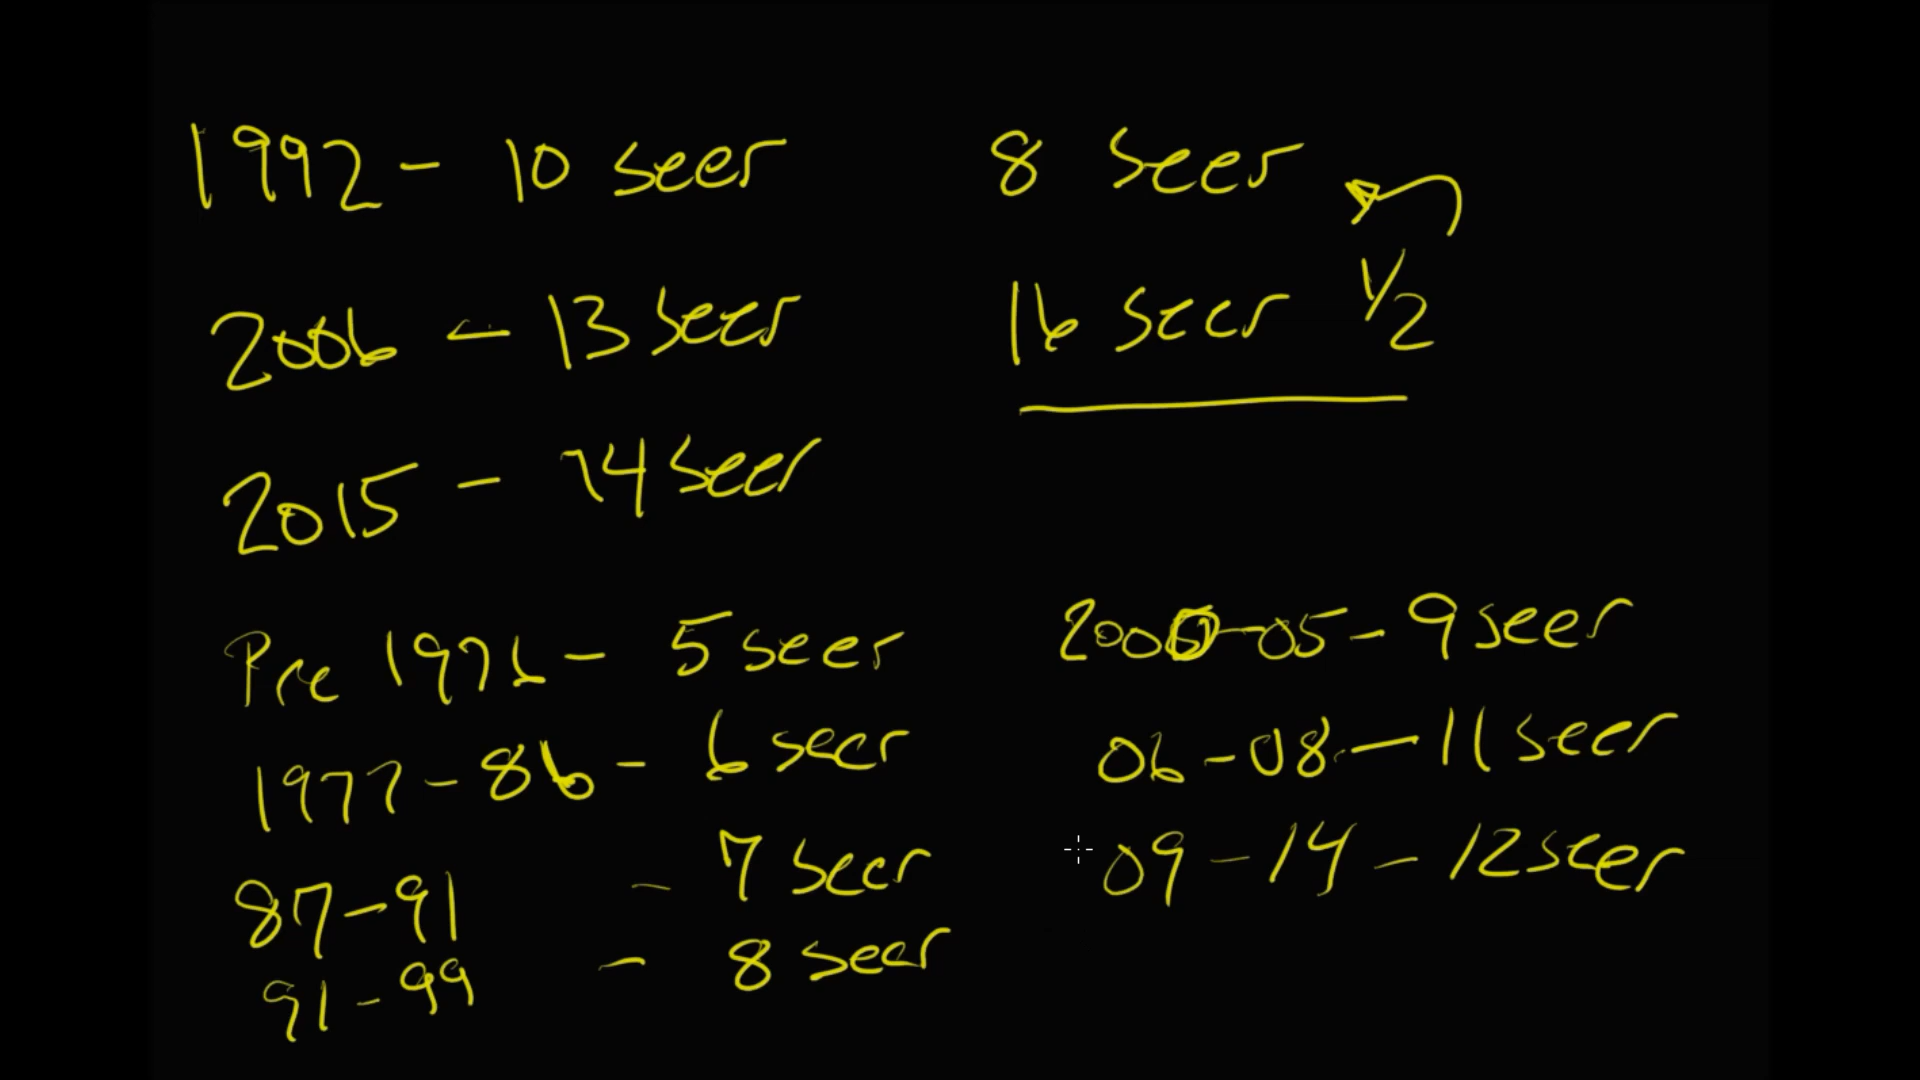 1992 - 10 seer
2006 - 13 seer
2015 - 14 seer
8 seer
16 seer 1/2
Pre 1976 - 5 seer
1977 - 86 - 6 seer
87 - 91 - 7 seer
91 - 99 - 8 seer
2000 - 05 - 9 seer
06 - 08 - 11 seer
09 - 14 - 12 seer